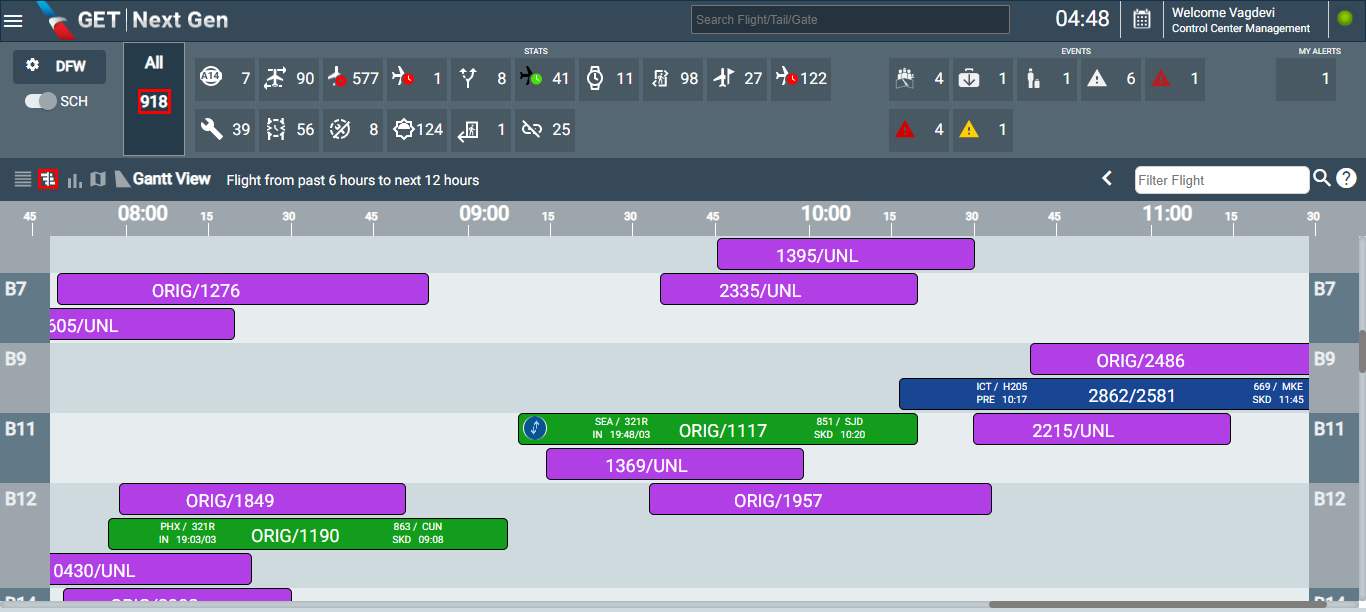 GET Next Gen
Search Flight/Tail/Gate
04:48
Welcome Vagdevi
Control Center Management
DFW
SCH
All
918
STATS
A14 7 90 577 1 8 41 11 98 27 122
39 56 8 124 1 25
EVENTS
4 1 1 6 1
4 1
MY ALERTS
1
Gantt View Flight from past 6 hours to next 12 hours
Filter Flight
45 08:00 15 30 45 09:00 15 30 45 10:00 15 30 45 11:00 15 30
1395/UNL
B7 ORIG/1276 2335/UNL B7
605/UNL
B9 ORIG/2486 B9
ICT / H205 2862/2581 669 / MKE
PRE 10:17 SKD 11:45
B11 SEA / 321R ORIG/1117 851 / SJD 2215/UNL B11
IN 19:48/03 SKD 10:20
1369/UNL
B12 ORIG/1849 ORIG/1957 B12
PHX / 321R ORIG/1190 863 / CUN
IN 19:03/03 SKD 09:08
0430/UNL